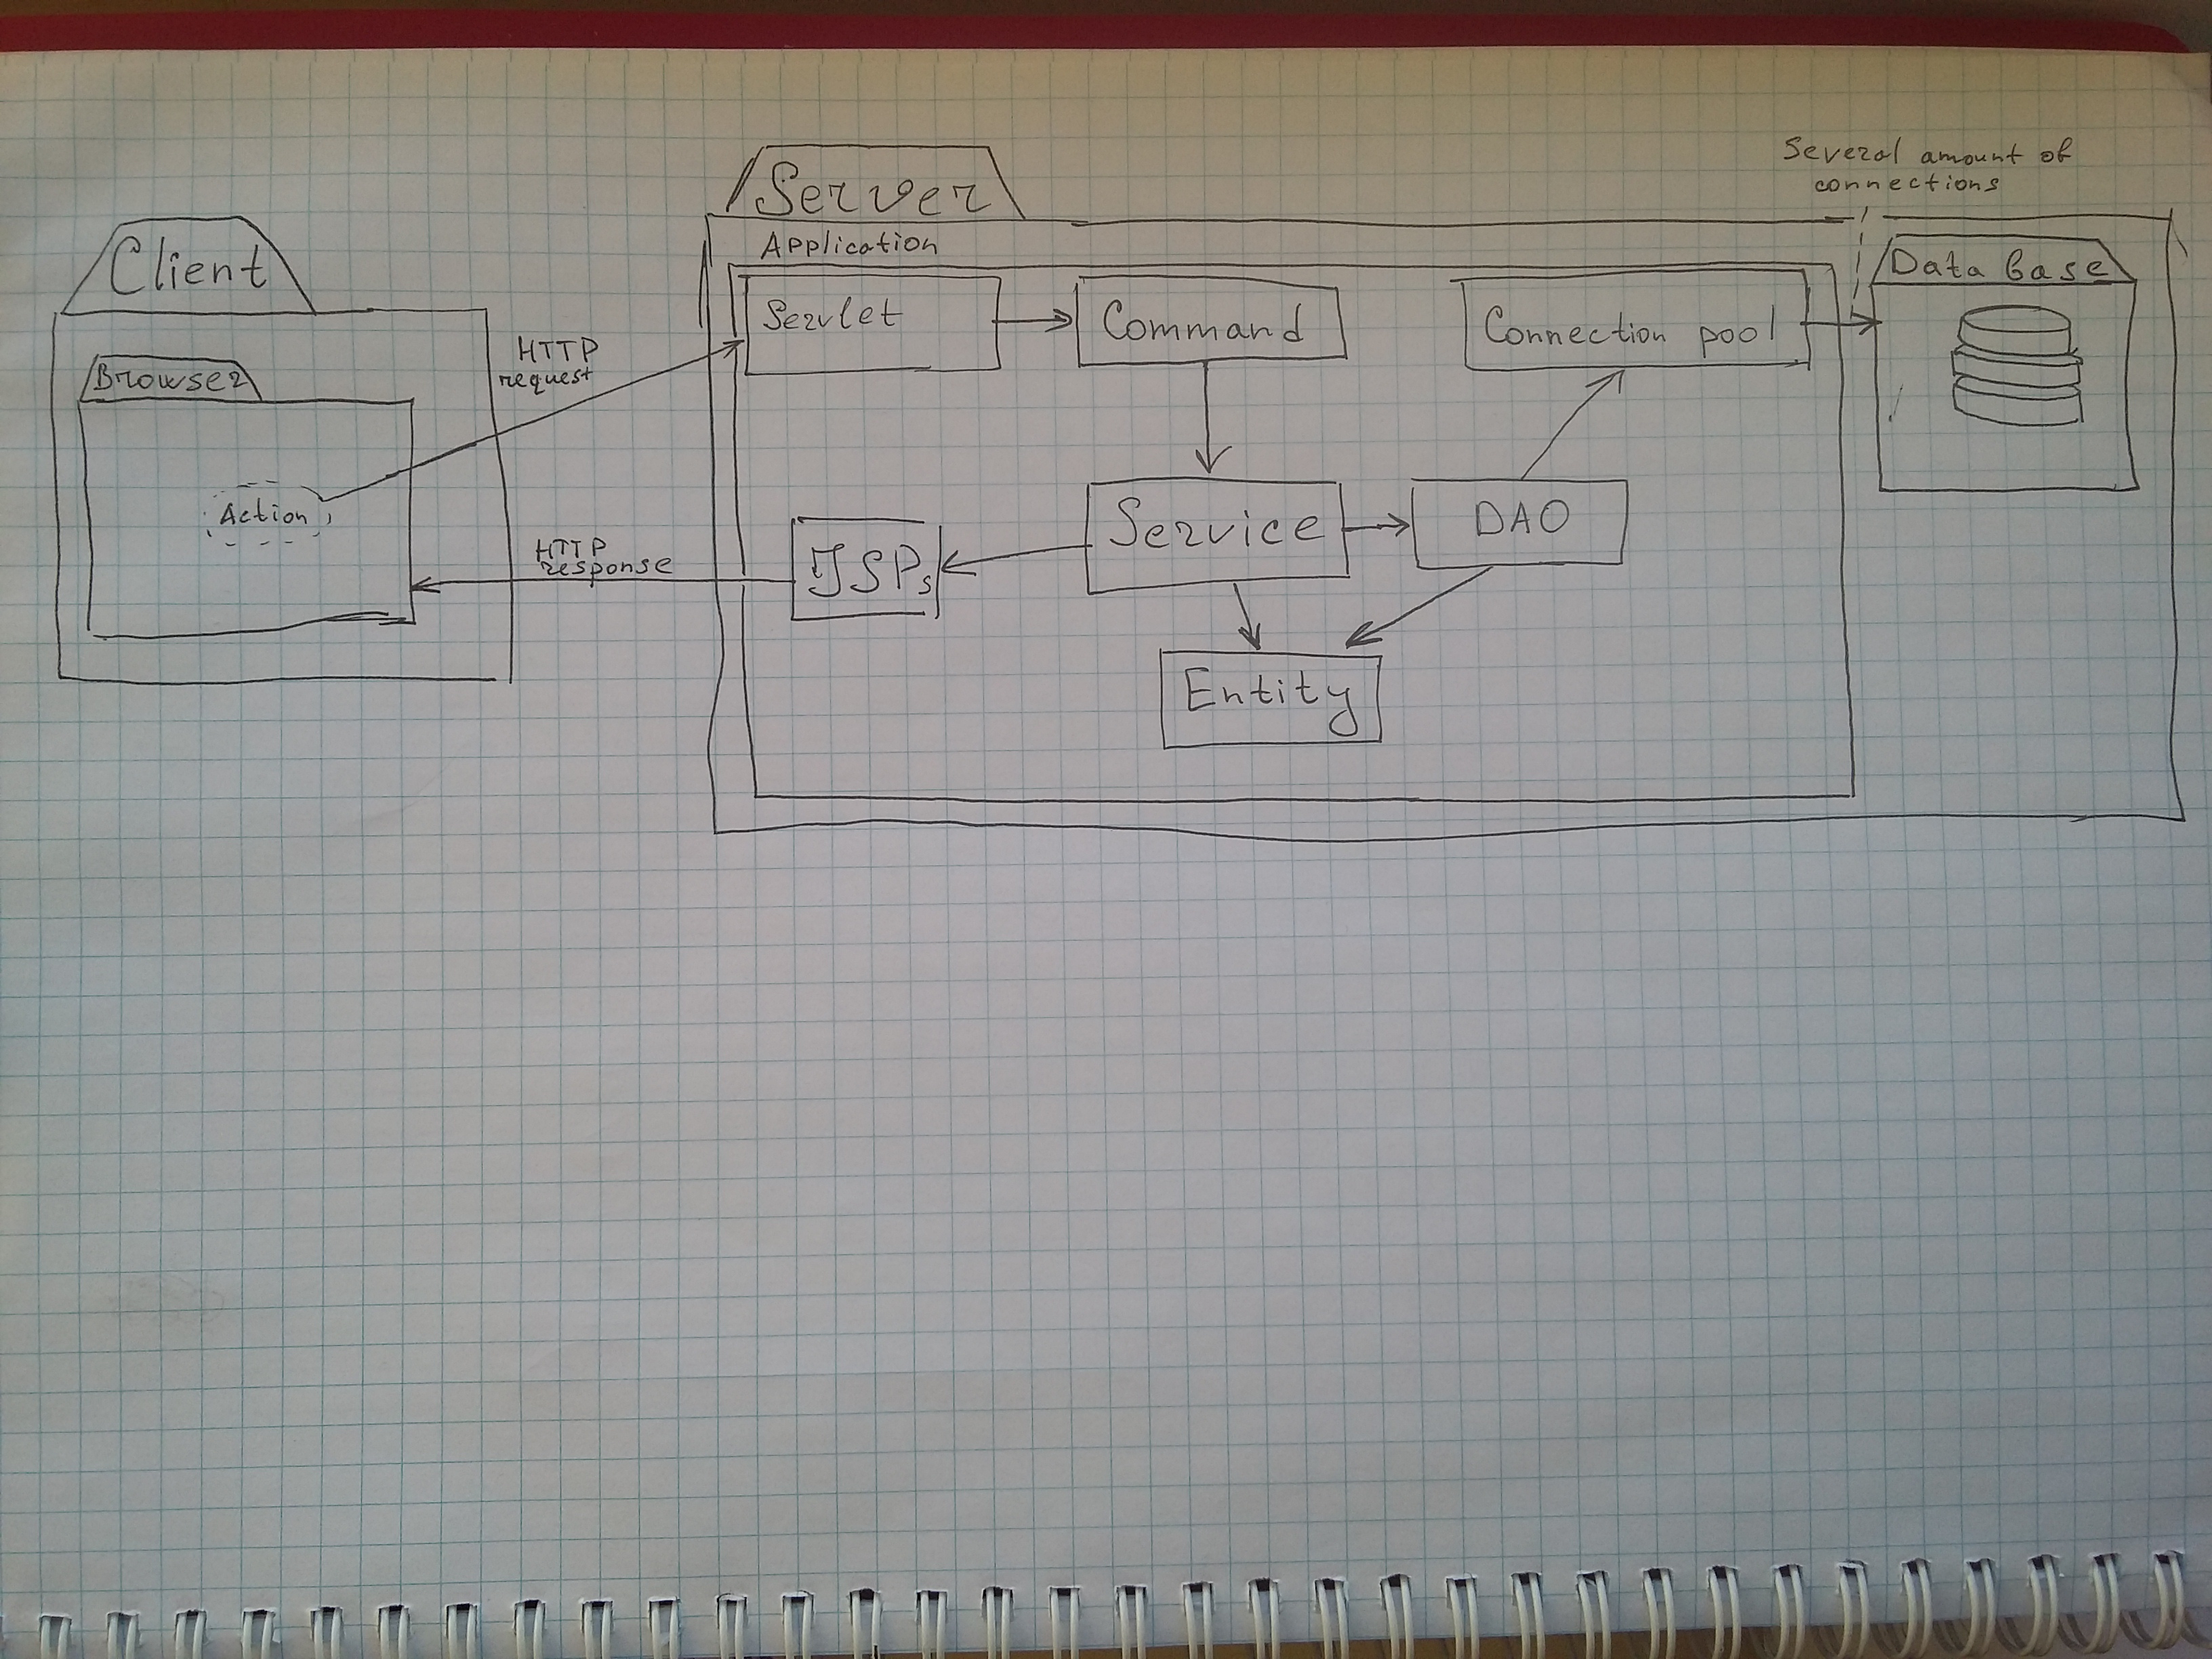 Several amount of
connections
Server
Client
Application
Data base
Servlet
Command
Connection pool
HTTP
request
Browser
Action
HTTP
response
JSPs
Service
DAO
Entity